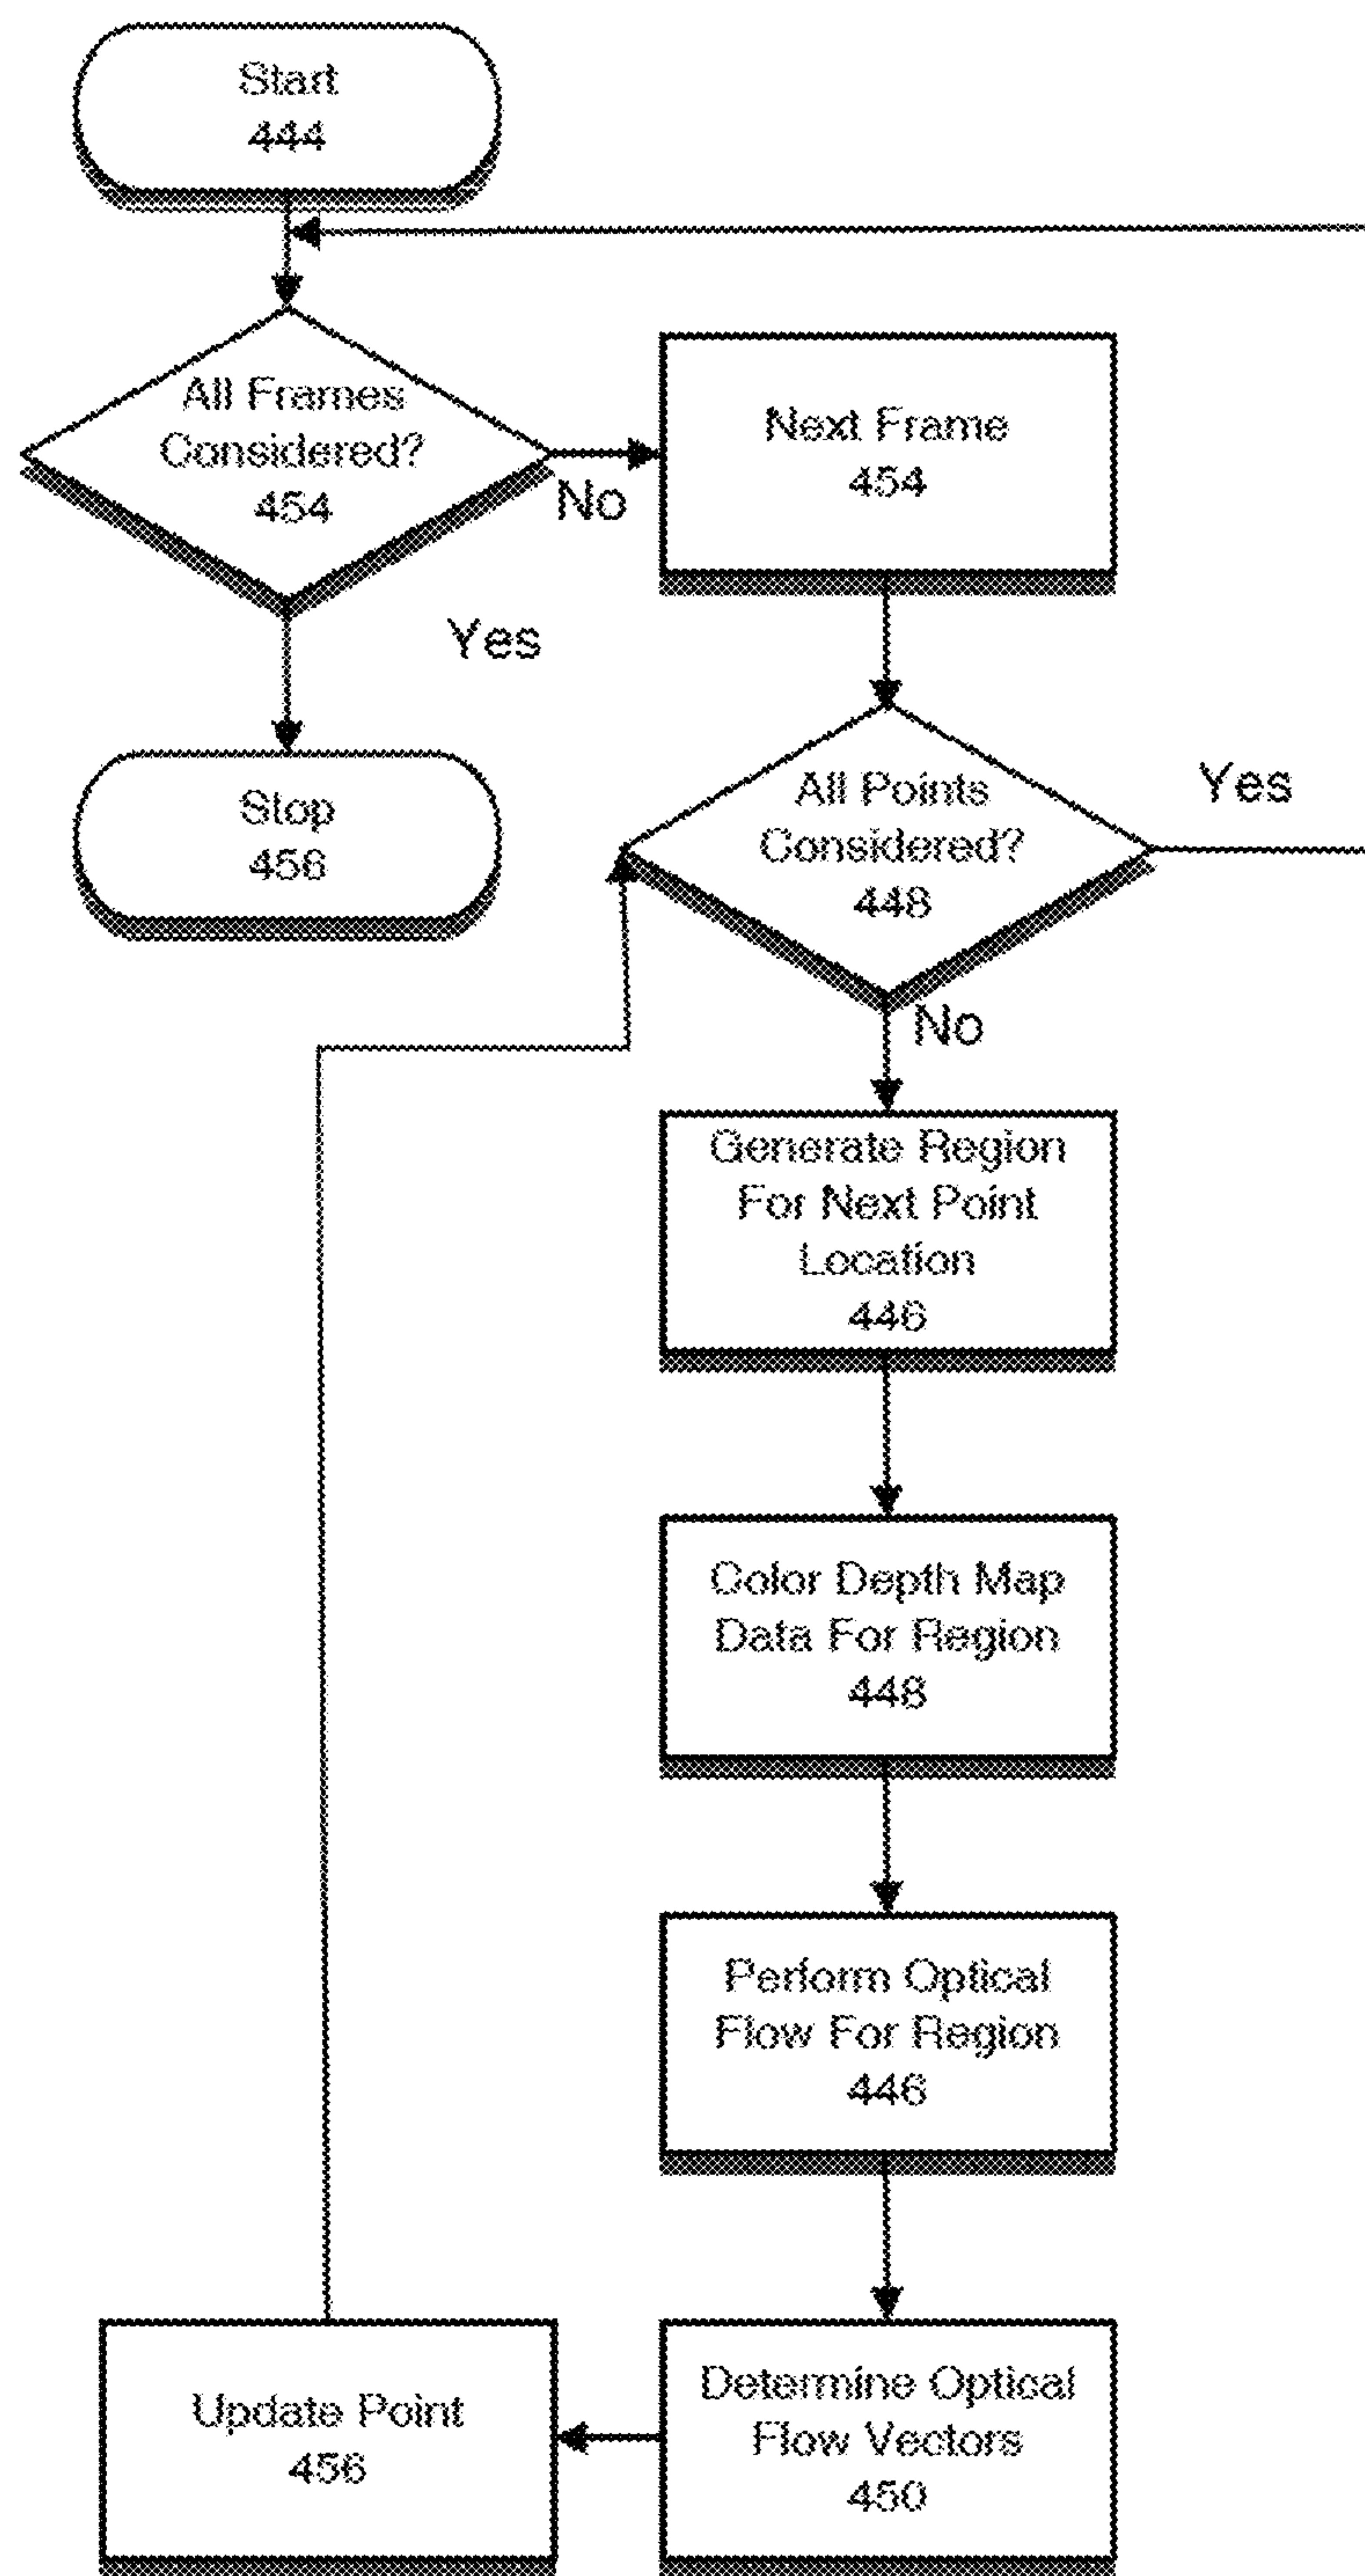 Start
444
All Frames
Considered?
454
No
Next Frame
454
Yes
Stop
456
All Points
Considered?
448
Yes
No
Generate Region
For Next Point
Location
446
Color Depth Map
Data For Region
448
Perform Optical
Flow For Region
446
Update Point
456
Determine Optical
Flow Vectors
450